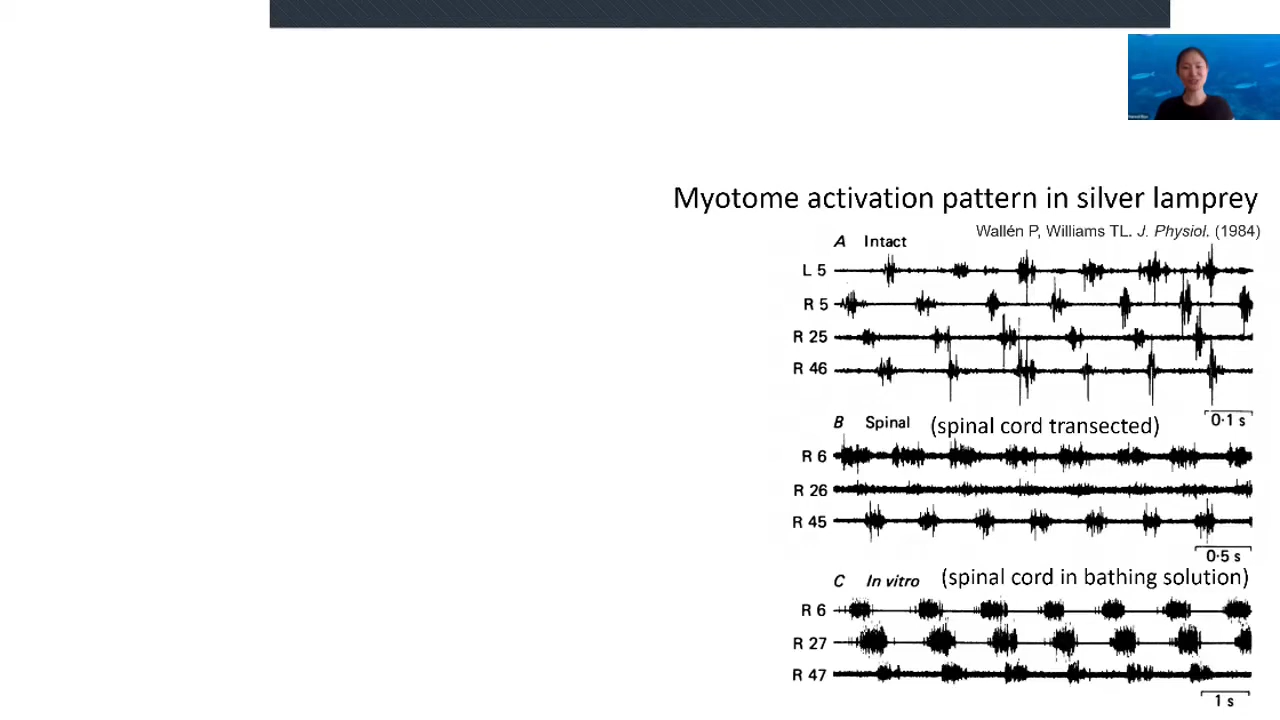 Myotome activation pattern in silver lamprey
Wallén P, Williams TL. J. Physiol. (1984)
A Intact
L 5
R 5
R 25
R 46
0·1 s
B Spinal (spinal cord transected)
R 6
R 26
R 45
0·5 s
C In vitro (spinal cord in bathing solution)
R 6
R 27
R 47
1 s